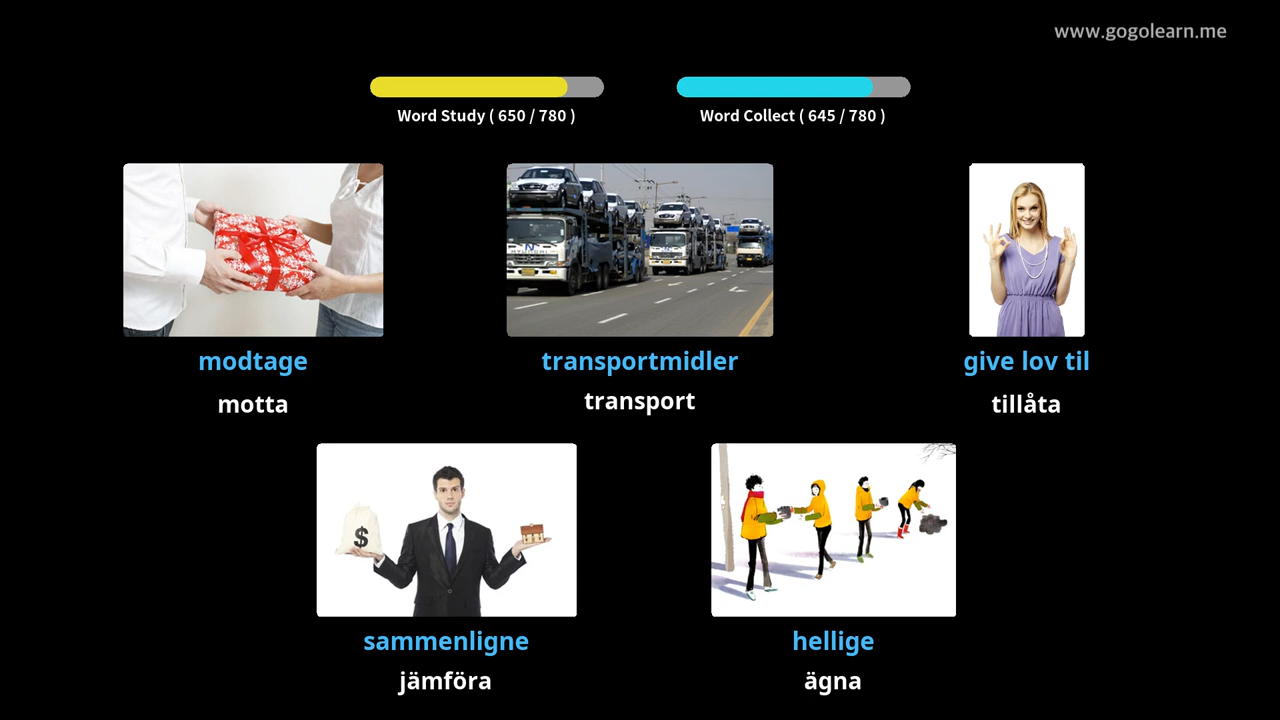 www.gogolearn.me
Word Study ( 650 / 780 )
Word Collect ( 645 / 780 )
modtage
transportmidler
give lov til
motta
transport
tillåta
$
sammenligne
hellige
jämföra
ägna